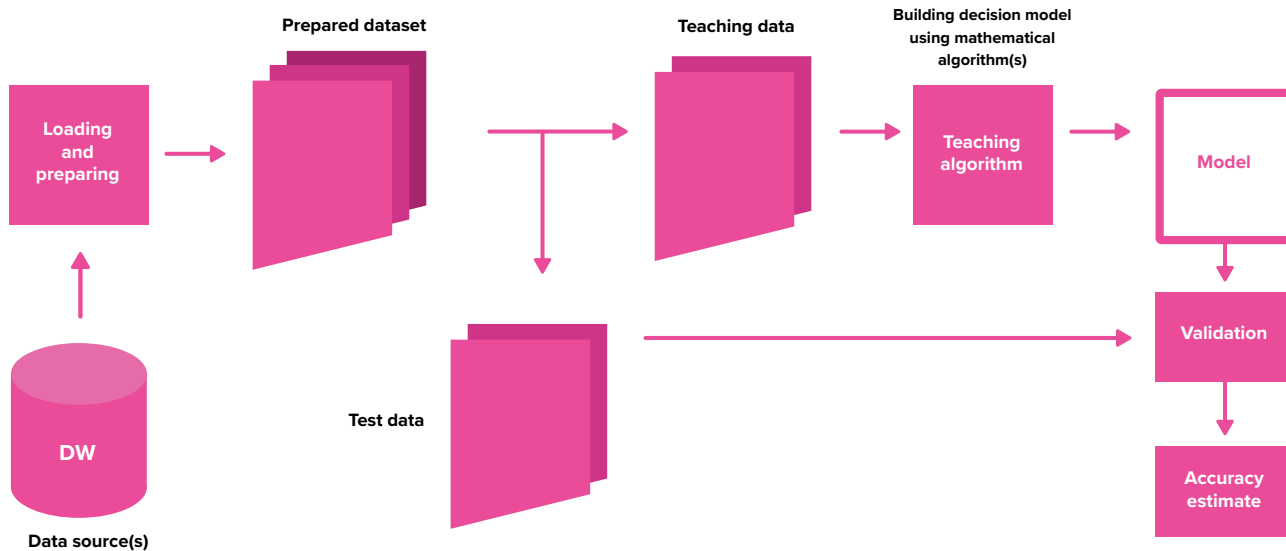 Prepared dataset
Teaching data
Building decision model
using mathematical
algorithm(s)
Loading
and
preparing
Teaching
algorithm
Model
Validation
Test data
DW
Accuracy
estimate
Data source(s)